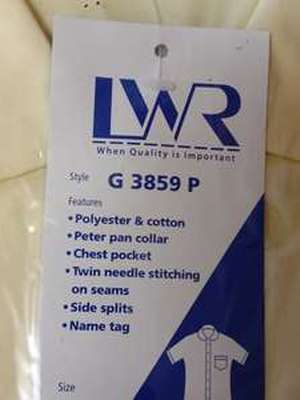 LWR
When Quality is important
Style G 3859 P
Features
• Polyester & cotton
• Peter pan collar
• Chest pocket
• Twin needle stitching
on seams
• Side splits
• Name tag
Size